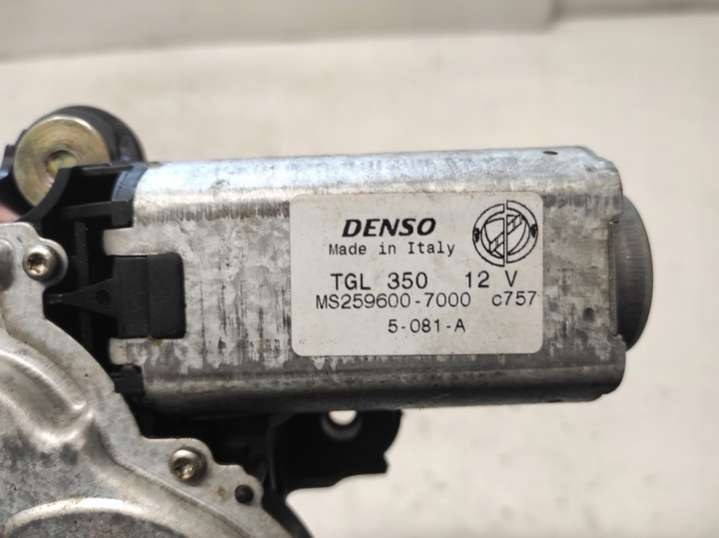 DENSO
Made in Italy
TGL 350 12 V
MS259600-7000 c757
5-081-A